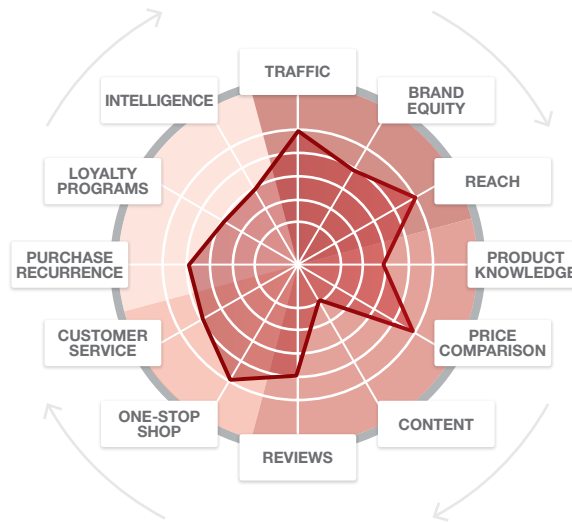 TRAFFIC
BRAND
EQUITY
REACH
PRODUCT
KNOWLEDGE
PRICE
COMPARISON
CONTENT
REVIEWS
ONE-STOP
SHOP
CUSTOMER
SERVICE
PURCHASE
RECURRENCE
LOYALTY
PROGRAMS
INTELLIGENCE